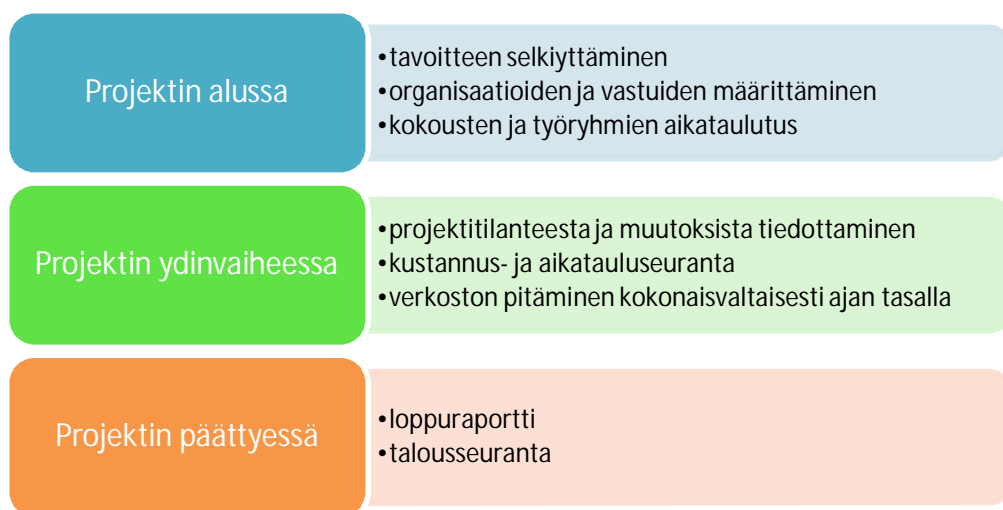 Projektin alussa
•tavoitteen selkiyttäminen
•organisaatioiden ja vastuiden määrittäminen
•kokousten ja työryhmien aikataulutus
Projektin ydinvaiheessa
•projektitilanteesta ja muutoksista tiedottaminen
•kustannus- ja aikatauluseuranta
•verkoston pitäminen kokonaisvaltaisesti ajan tasalla
Projektin päättyessä
•loppuraportti
•talousseuranta